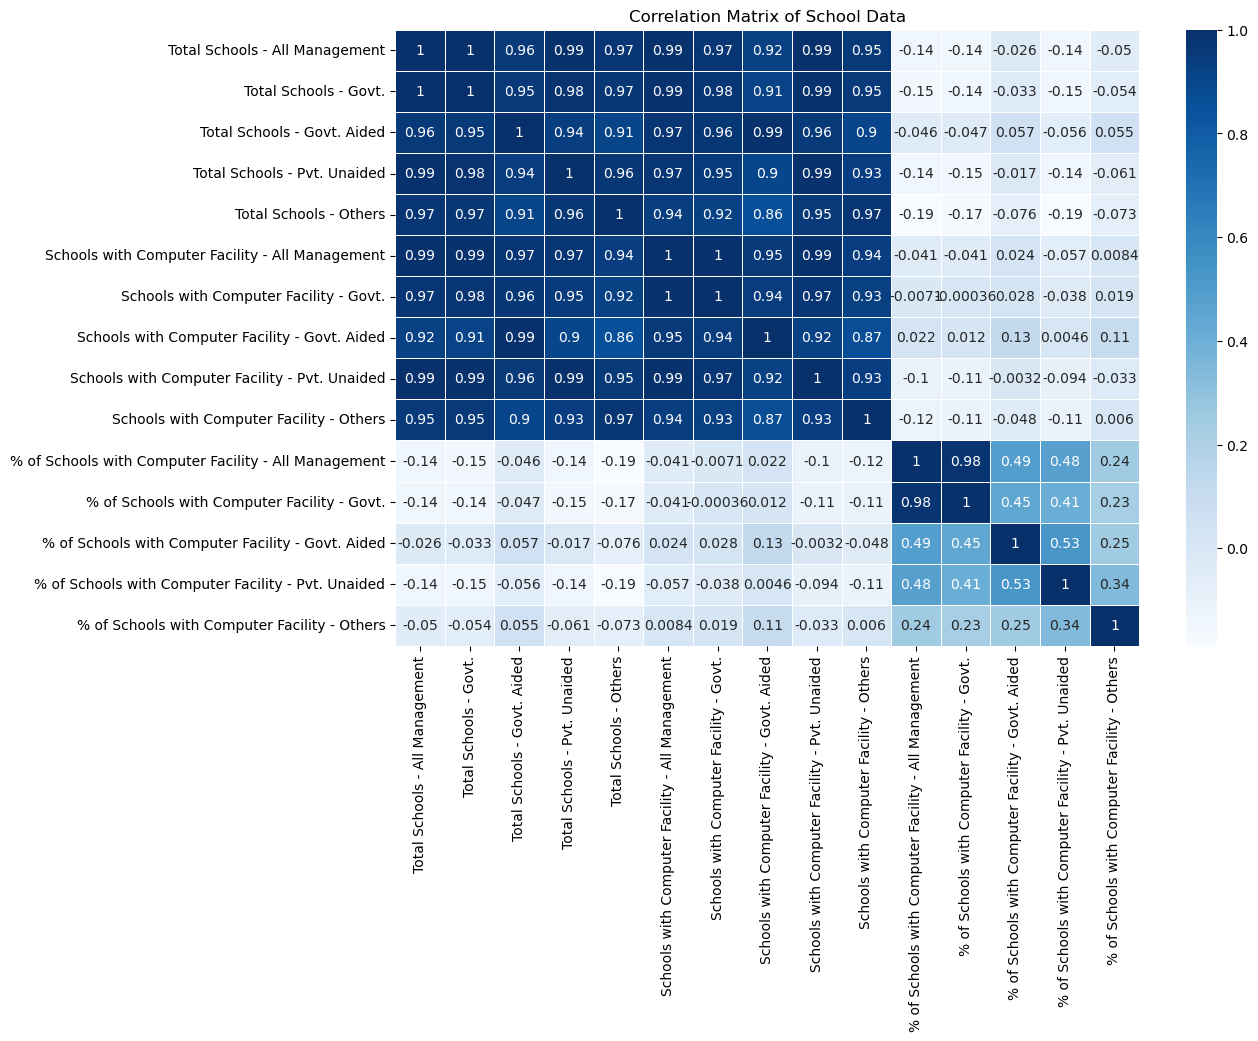 Correlation Matrix of School Data
Total Schools - All Management 1 1 0.96 0.99 0.97 0.99 0.97 0.92 0.99 0.95 -0.14 -0.14 -0.026 -0.14 -0.05
Total Schools - Govt. 1 1 0.95 0.98 0.97 0.99 0.98 0.91 0.99 0.95 -0.15 -0.14 -0.033 -0.15 -0.054
Total Schools - Govt. Aided 0.96 0.95 1 0.94 0.91 0.97 0.96 0.99 0.96 0.9 -0.046 -0.047 0.057 -0.056 0.055
Total Schools - Pvt. Unaided 0.99 0.98 0.94 1 0.96 0.97 0.95 0.9 0.99 0.93 -0.14 -0.15 -0.017 -0.14 -0.061
Total Schools - Others 0.97 0.97 0.91 0.96 1 0.94 0.92 0.86 0.95 0.97 -0.19 -0.17 -0.076 -0.19 -0.073
Schools with Computer Facility - All Management 0.99 0.99 0.97 0.97 0.94 1 1 0.95 0.99 0.94 -0.041 -0.041 0.024 -0.057 0.0084
Schools with Computer Facility - Govt. 0.97 0.98 0.96 0.95 0.92 1 1 0.94 0.97 0.93 -0.0071 -0.00036 0.028 -0.038 0.019
Schools with Computer Facility - Govt. Aided 0.92 0.91 0.99 0.9 0.86 0.95 0.94 1 0.92 0.87 0.022 0.012 0.13 0.0046 0.11
Schools with Computer Facility - Pvt. Unaided 0.99 0.99 0.96 0.99 0.95 0.99 0.97 0.92 1 0.93 -0.1 -0.11 -0.0032 -0.094 -0.033
Schools with Computer Facility - Others 0.95 0.95 0.9 0.93 0.97 0.94 0.93 0.87 0.93 1 -0.12 -0.11 -0.048 -0.11 0.006
% of Schools with Computer Facility - All Management -0.14 -0.15 -0.046 -0.14 -0.19 -0.041 -0.0071 0.022 -0.1 -0.12 1 0.98 0.49 0.48 0.24
% of Schools with Computer Facility - Govt. -0.14 -0.14 -0.047 -0.15 -0.17 -0.041 -0.00036 0.012 -0.11 -0.11 0.98 1 0.45 0.41 0.23
% of Schools with Computer Facility - Govt. Aided -0.026 -0.033 0.057 -0.017 -0.076 0.024 0.028 0.13 -0.0032 -0.048 0.49 0.45 1 0.53 0.25
% of Schools with Computer Facility - Pvt. Unaided -0.14 -0.15 -0.056 -0.14 -0.19 -0.057 -0.038 0.0046 -0.094 -0.11 0.48 0.41 0.53 1 0.34
% of Schools with Computer Facility - Others -0.05 -0.054 0.055 -0.061 -0.073 0.0084 0.019 0.11 -0.033 0.006 0.24 0.23 0.25 0.34 1
Total Schools - All Management
Total Schools - Govt.
Total Schools - Govt. Aided
Total Schools - Pvt. Unaided
Total Schools - Others
Schools with Computer Facility - All Management
Schools with Computer Facility - Govt.
Schools with Computer Facility - Govt. Aided
Schools with Computer Facility - Pvt. Unaided
Schools with Computer Facility - Others
% of Schools with Computer Facility - All Management
% of Schools with Computer Facility - Govt.
% of Schools with Computer Facility - Govt. Aided
% of Schools with Computer Facility - Pvt. Unaided
% of Schools with Computer Facility - Others
1.0
0.8
0.6
0.4
0.2
0.0